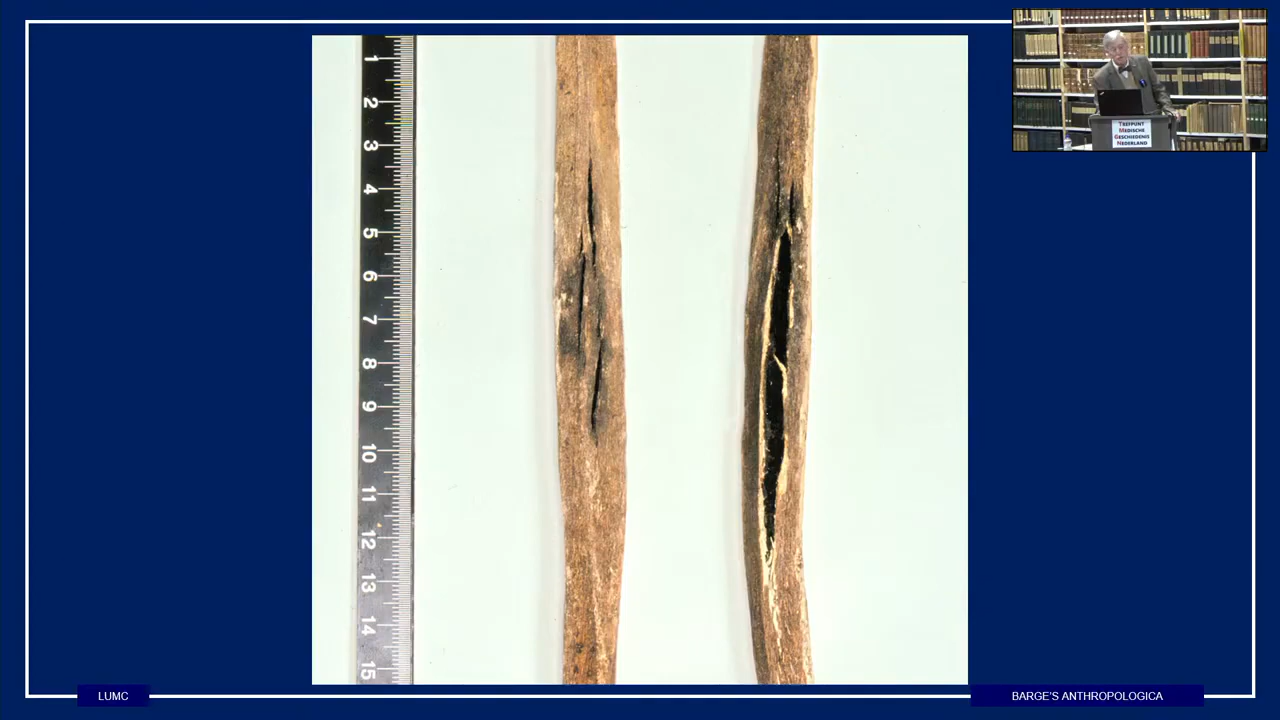 1
2
3
4
5
6
7
8
9
10
11
12
13
14
15
TREFPUNT
MEDISCHE
GESCHIEDENIS
NEDERLAND
LUMC
BARGE'S ANTHROPOLOGICA